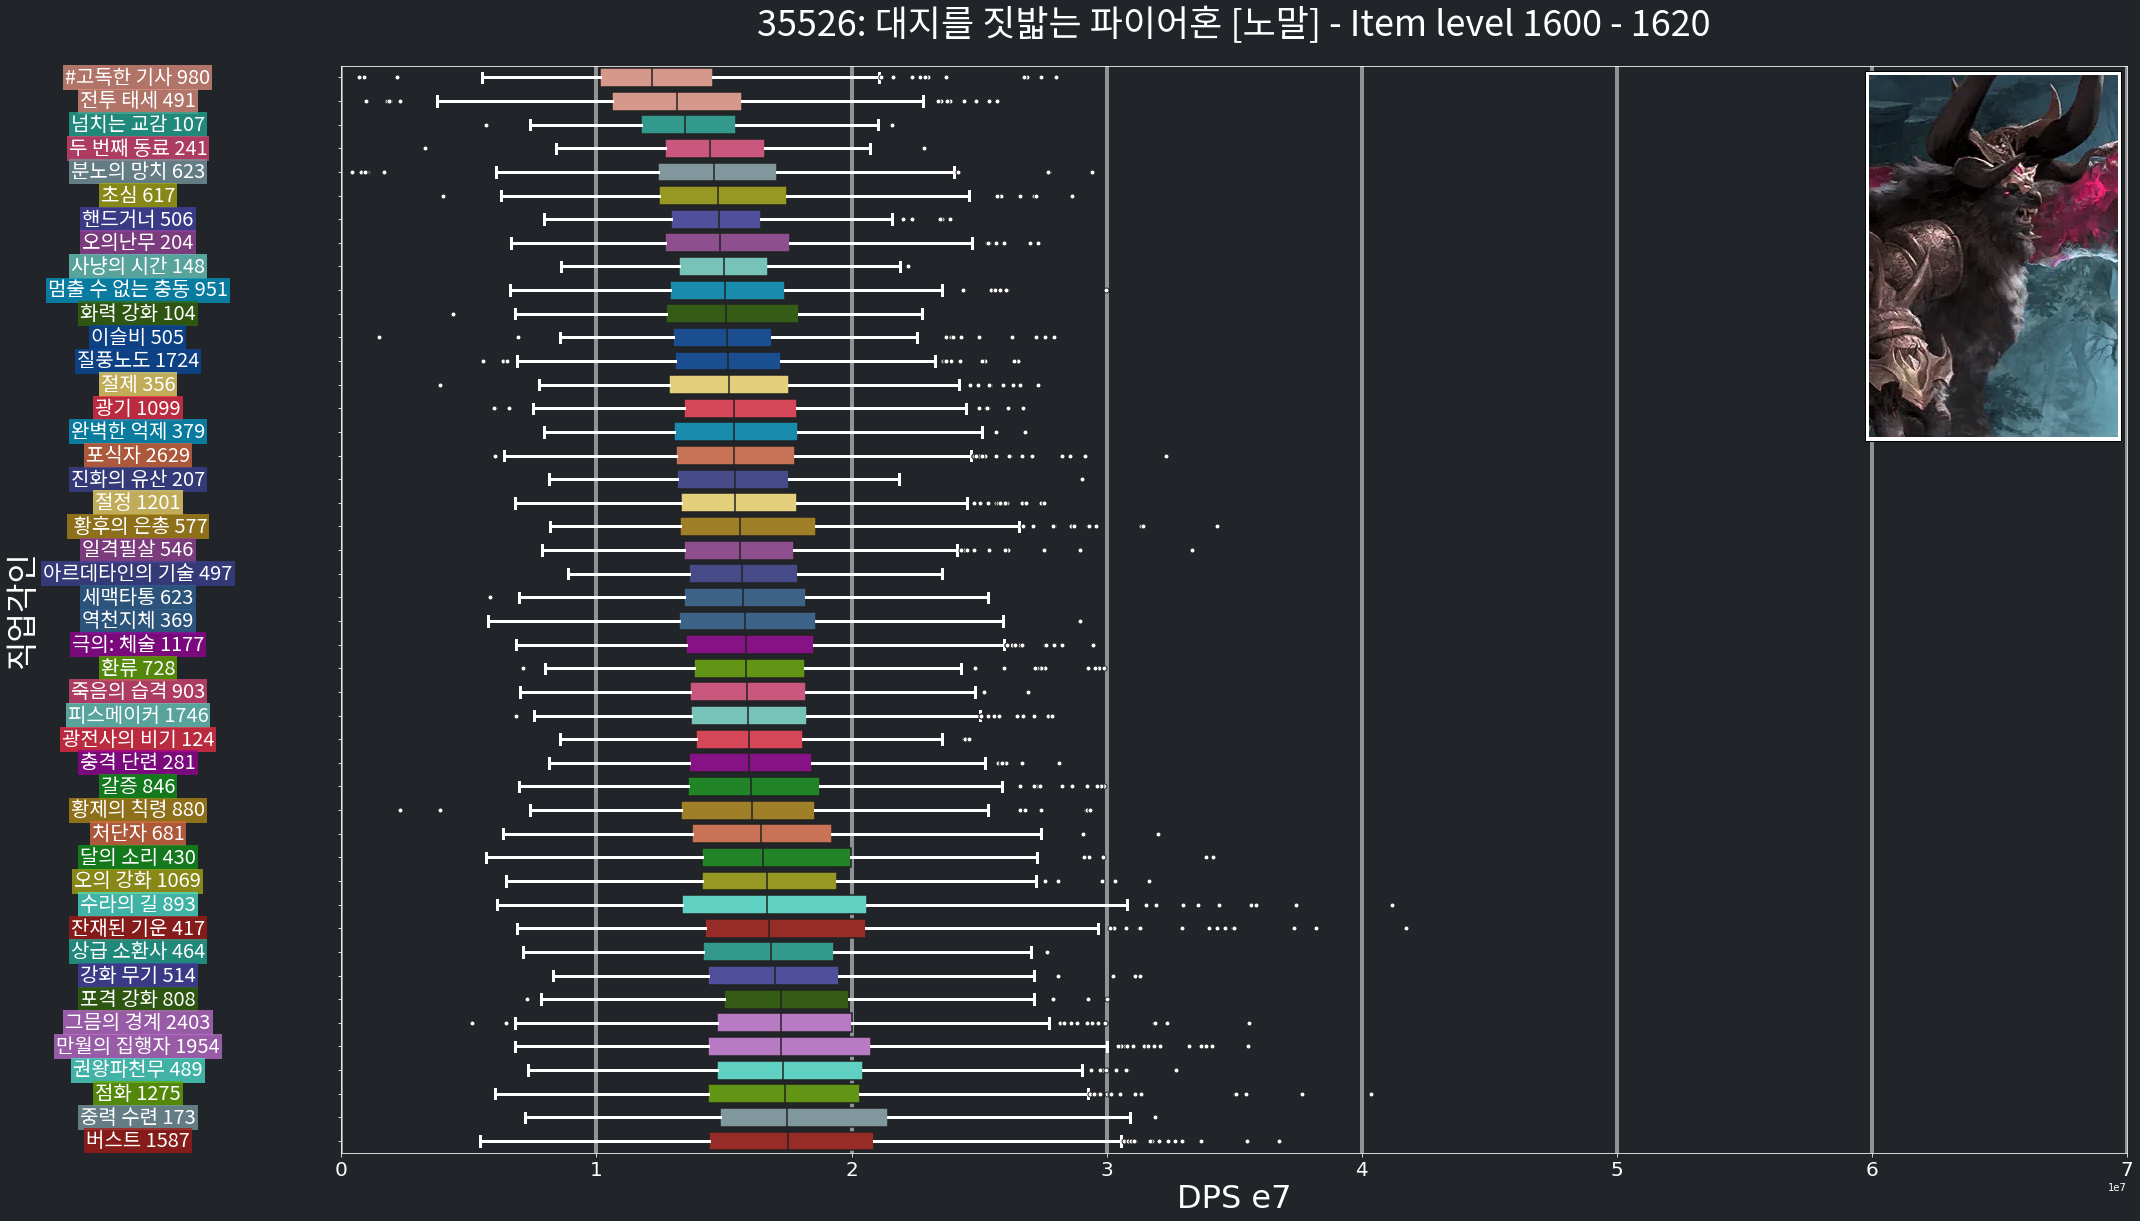 35526: 대지를 짓밟는 파이어혼 [노말] - Item level 1600 - 1620
#고독한 기사 980
전투 태세 491
넘치는 교감 107
두 번째 동료 241
분노의 망치 623
초심 617
핸드거너 506
오의난무 204
사냥의 시간 148
멈출 수 없는 충동 951
화력 강화 104
이슬비 505
질풍노도 1724
절제 356
광기 1099
완벽한 억제 379
포식자 2629
진화의 유산 207
절정 1201
황후의 은총 577
일격필살 546
아르데타인의 기술 497
세맥타통 623
역천지체 369
극의: 체술 1177
환류 728
죽음의 습격 903
피스메이커 1746
광전사의 비기 124
충격 단련 281
갈증 846
황제의 칙령 880
처단자 681
달의 소리 430
오의 강화 1069
수라의 길 893
잔재된 기운 417
상급 소환사 464
강화 무기 514
포격 강화 808
그믐의 경계 2403
만월의 집행자 1954
권왕파천무 489
점화 1275
중력 수련 173
버스트 1587
직업각인
0 1 2 3 4 5 6 7
1e7
DPS e7